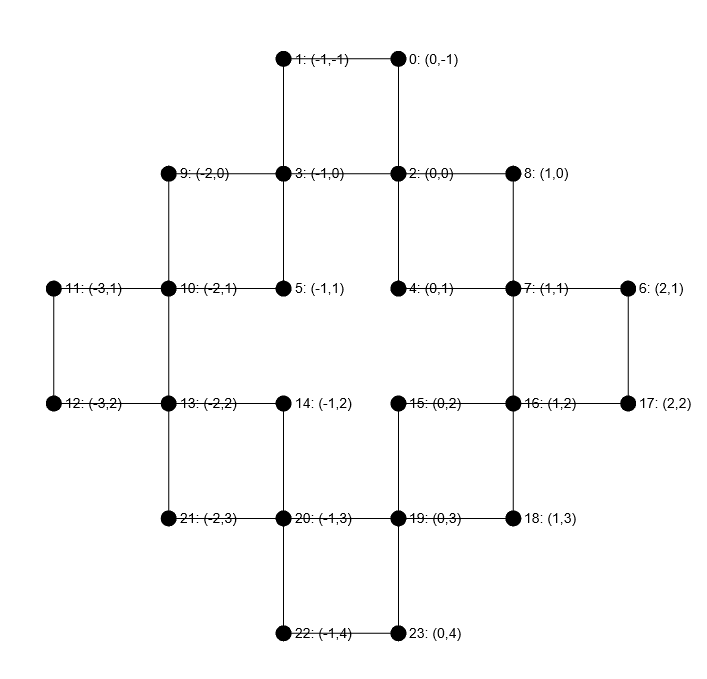 1: (-1,-1) 0: (0,-1)
9: (-2,0) 3: (-1,0) 2: (0,0) 8: (1,0)
11: (-3,1) 10: (-2,1) 5: (-1,1) 4: (0,1) 7: (1,1) 6: (2,1)
12: (-3,2) 13: (-2,2) 14: (-1,2) 15: (0,2) 16: (1,2) 17: (2,2)
21: (-2,3) 20: (-1,3) 19: (0,3) 18: (1,3)
22: (-1,4) 23: (0,4)